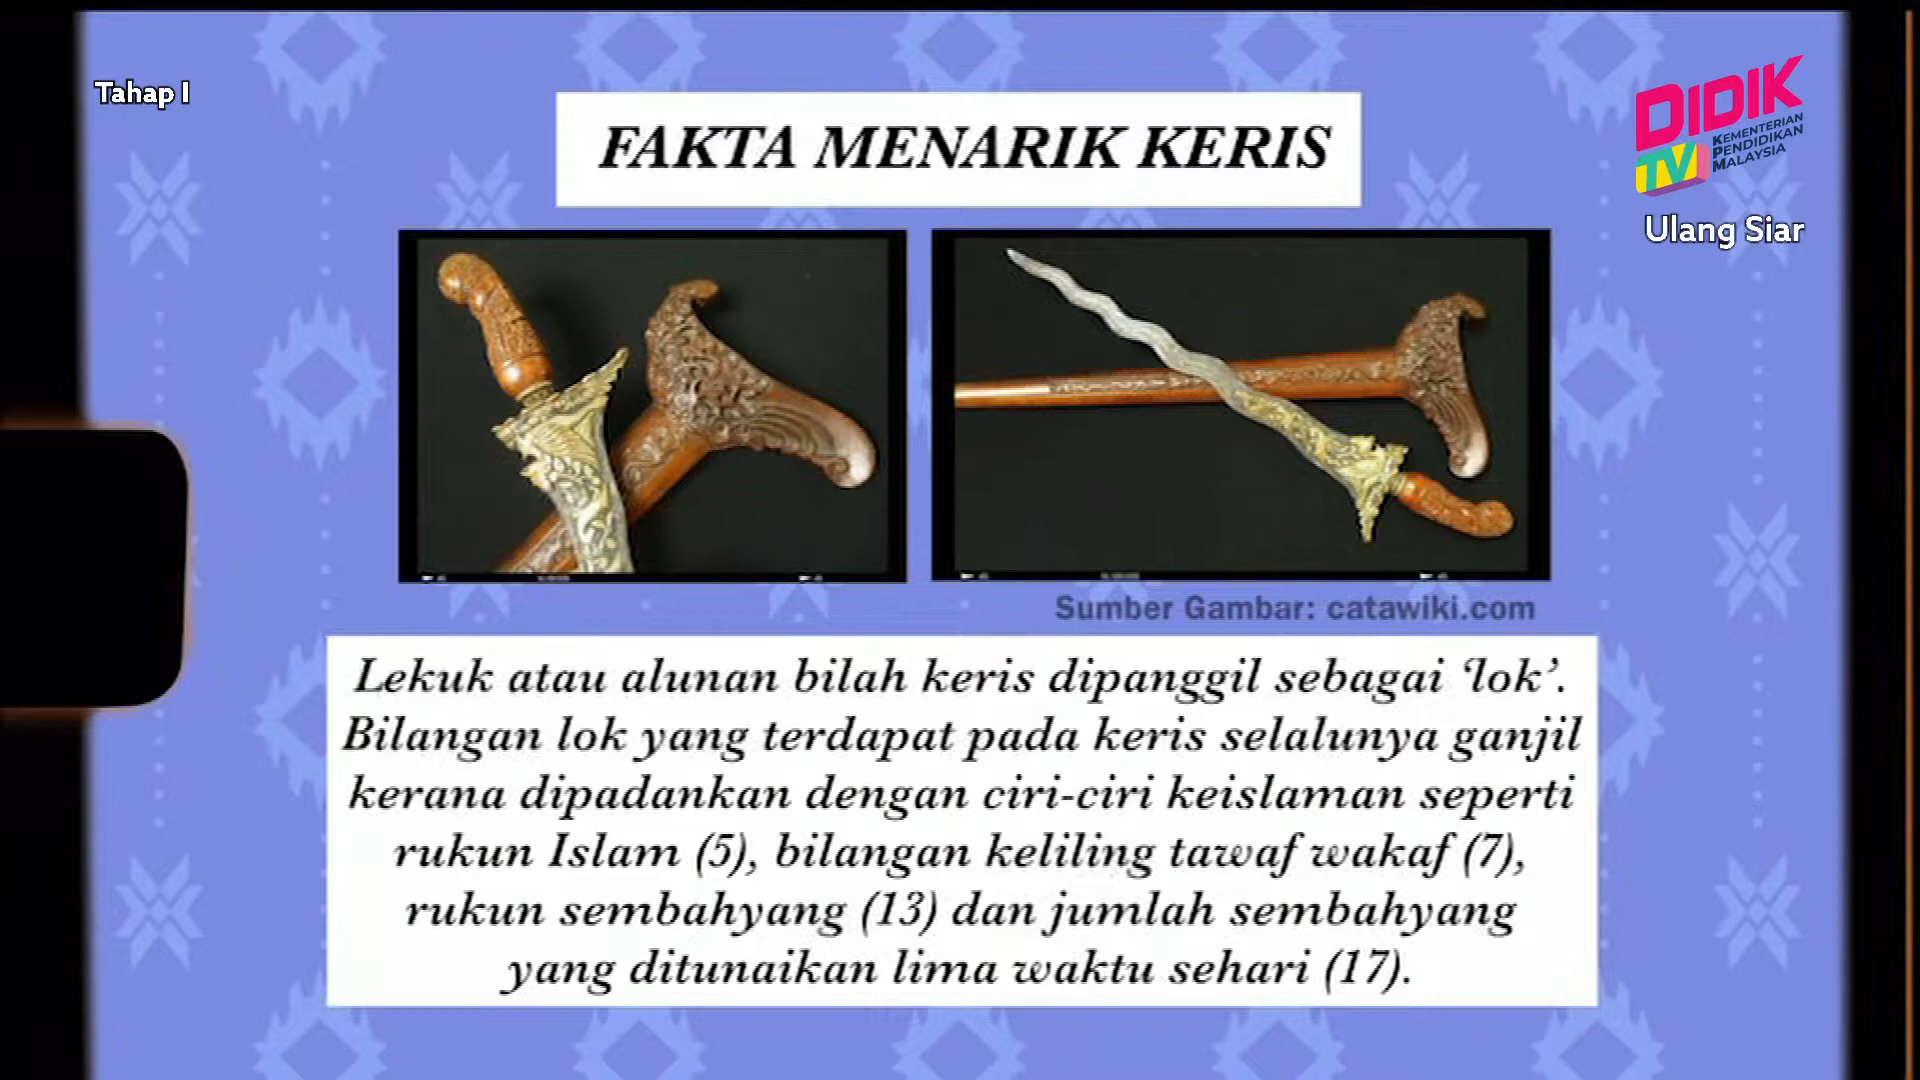 Tahap I
FAKTA MENARIK KERIS
DIDIK
TV
KEMENTERIAN
PENDIDIKAN
MALAYSIA
Ulang Siar
Sumber Gambar: catawiki.com
Lekuk atau alunan bilah keris dipanggil sebagai ‘lok’.
Bilangan lok yang terdapat pada keris selalunya ganjil
kerana dipadankan dengan ciri-ciri keislaman seperti
rukun Islam (5), bilangan keliling tawaf wakaf (7),
rukun sembahyang (13) dan jumlah sembahyang
yang ditunaikan lima waktu sehari (17).